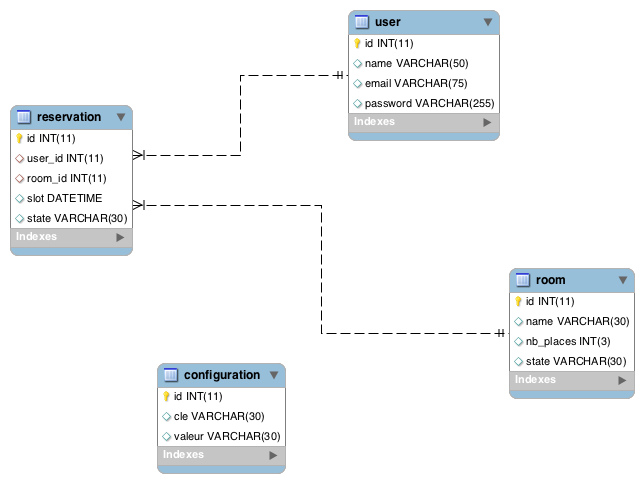 user
id INT(11)
name VARCHAR(50)
email VARCHAR(75)
password VARCHAR(255)
Indexes
reservation
id INT(11)
user_id INT(11)
room_id INT(11)
slot DATETIME
state VARCHAR(30)
Indexes
room
id INT(11)
name VARCHAR(30)
nb_places INT(3)
state VARCHAR(30)
Indexes
configuration
id INT(11)
cle VARCHAR(30)
valeur VARCHAR(30)
Indexes